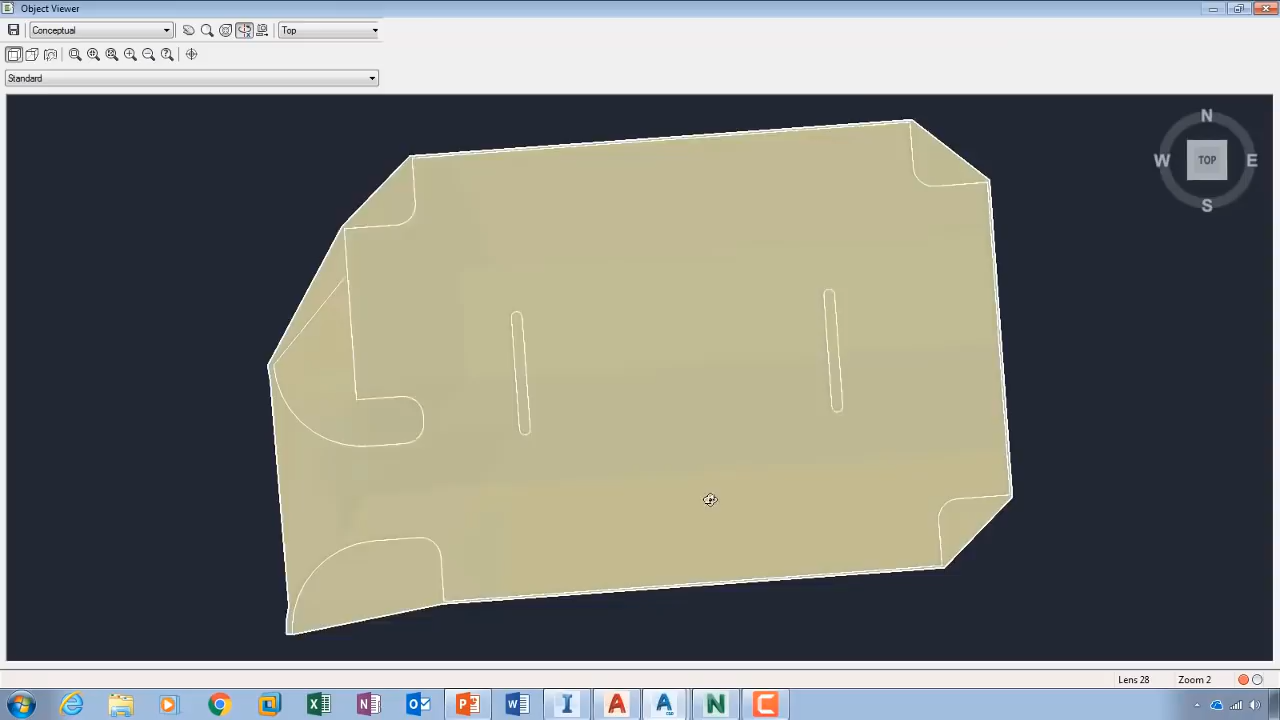 Object Viewer
Conceptual
Top
Standard
N
W
TOP
E
S
Lens 28
Zoom 2